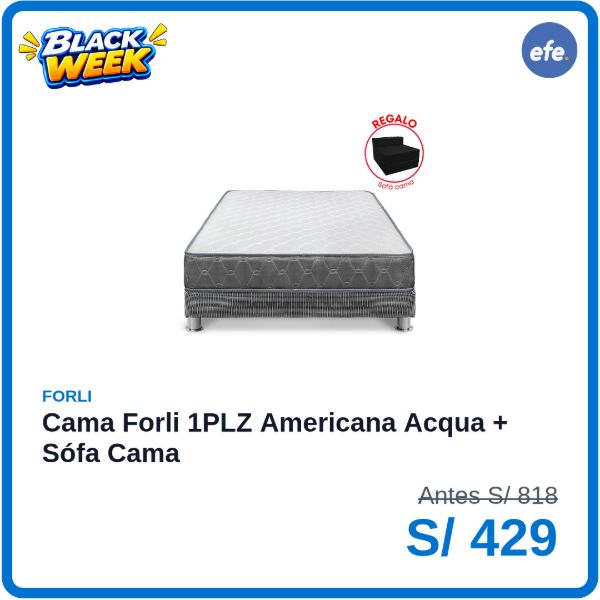 BLACK
WEEK
efe.
REGALO
Sofá cama
FORLI
Cama Forli 1PLZ Americana Acqua +
Sófa Cama
Antes S/ 818
S/ 429